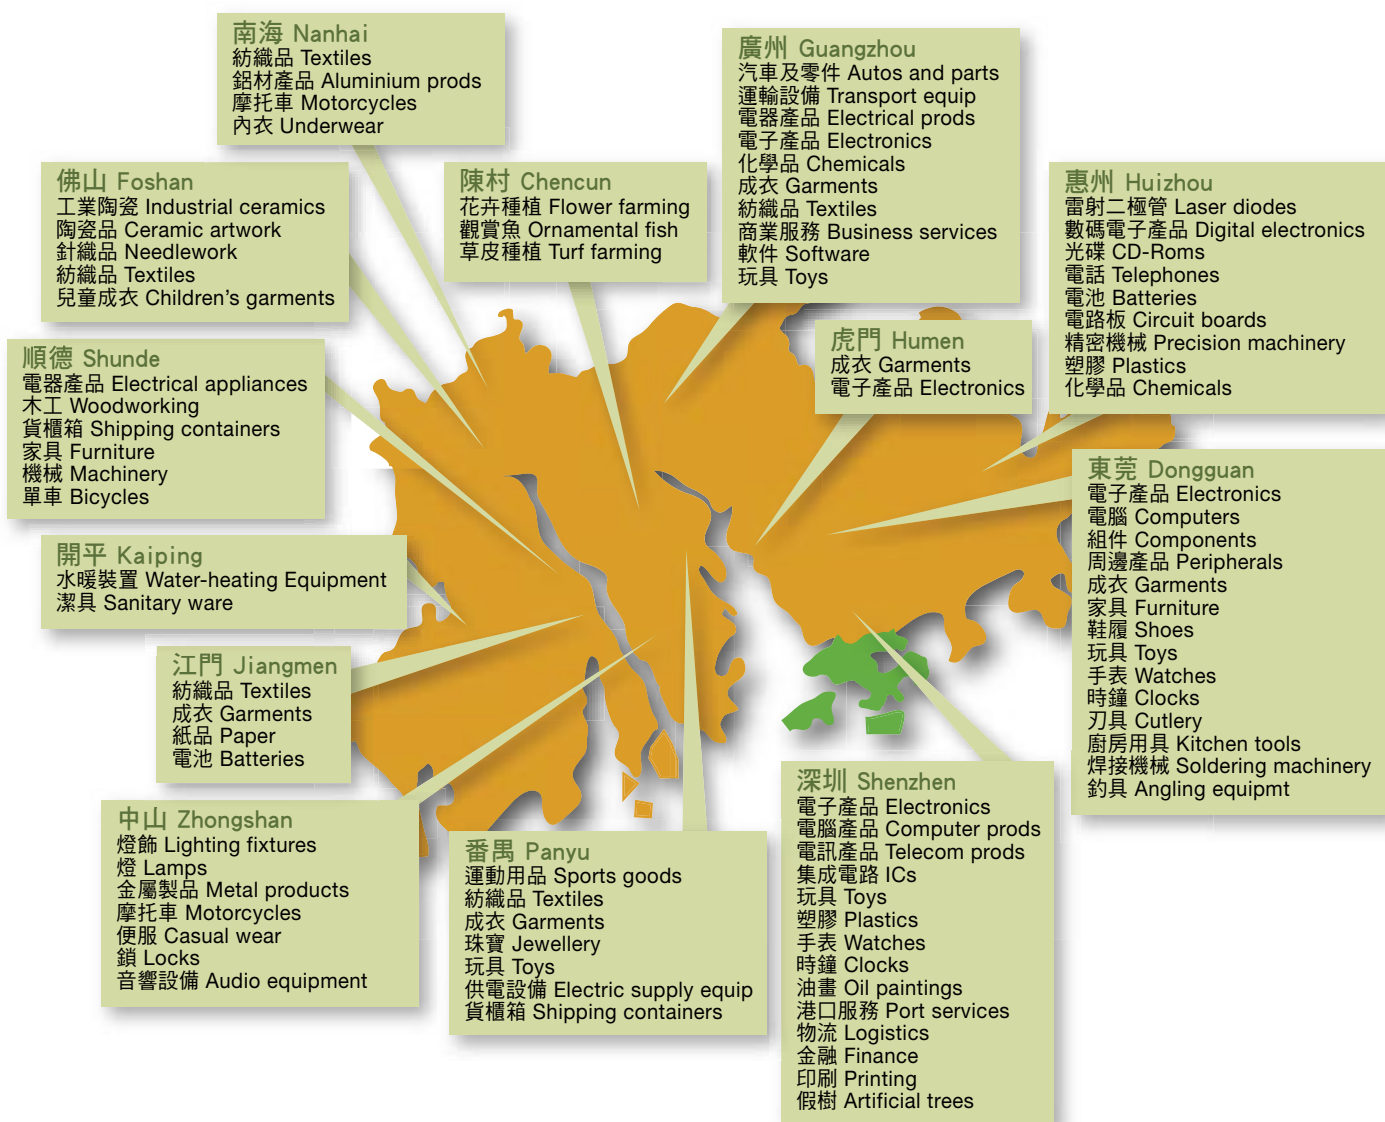 南海 Nanhai
紡織品 Textiles
鋁材產品 Aluminium prods
摩托車 Motorcycles
內衣 Underwear
廣州 Guangzhou
汽車及零件 Autos and parts
運輸設備 Transport equip
電器產品 Electrical prods
電子產品 Electronics
化學品 Chemicals
成衣 Garments
紡織品 Textiles
商業服務 Business services
軟件 Software
玩具 Toys
佛山 Foshan
工業陶瓷 Industrial ceramics
陶瓷品 Ceramic artwork
針織品 Needlework
紡織品 Textiles
兒童成衣 Children's garments
陳村 Chencun
花卉種植 Flower farming
觀賞魚 Ornamental fish
草皮種植 Turf farming
惠州 Huizhou
雷射二極管 Laser diodes
數碼電子產品 Digital electronics
光碟 CD-Roms
電話 Telephones
電池 Batteries
電路板 Circuit boards
精密機械 Precision machinery
塑膠 Plastics
化學品 Chemicals
虎門 Humen
成衣 Garments
電子產品 Electronics
順德 Shunde
電器產品 Electrical appliances
木工 Woodworking
貨櫃箱 Shipping containers
家具 Furniture
機械 Machinery
單車 Bicycles
東莞 Dongguan
電子產品 Electronics
電腦 Computers
組件 Components
周邊產品 Peripherals
成衣 Garments
家具 Furniture
鞋履 Shoes
玩具 Toys
手表 Watches
時鐘 Clocks
刃具 Cutlery
廚房用具 Kitchen tools
焊接機械 Soldering machinery
釣具 Angling equipmt
開平 Kaiping
水暖裝置 Water-heating Equipment
潔具 Sanitary ware
江門 Jiangmen
紡織品 Textiles
成衣 Garments
紙品 Paper
電池 Batteries
中山 Zhongshan
燈飾 Lighting fixtures
燈 Lamps
金屬製品 Metal products
摩托車 Motorcycles
便服 Casual wear
鎖 Locks
音響設備 Audio equipment
番禺 Panyu
運動用品 Sports goods
紡織品 Textiles
成衣 Garments
珠寶 Jewellery
玩具 Toys
供電設備 Electric supply equip
貨櫃箱 Shipping containers
深圳 Shenzhen
電子產品 Electronics
電腦產品 Computer prods
電訊產品 Telecom prods
集成電路 ICs
玩具 Toys
塑膠 Plastics
手表 Watches
時鐘 Clocks
油畫 Oil paintings
港口服務 Port services
物流 Logistics
金融 Finance
印刷 Printing
假樹 Artificial trees